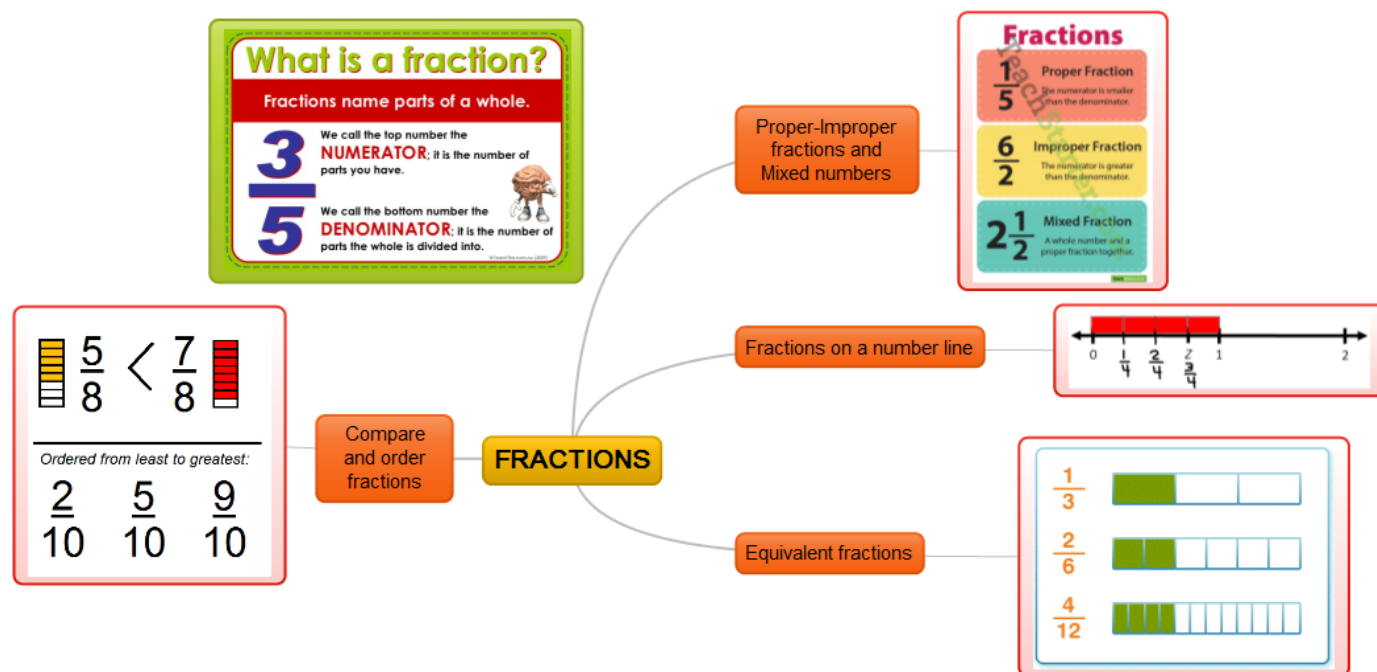 What is a fraction?
Fractions name parts of a whole.
3
5
We call the top number the
NUMERATOR; it is the number of
parts you have.
We call the bottom number the
DENOMINATOR; it is the number of
parts the whole is divided into.
Proper-Improper
fractions and
Mixed numbers
Fractions
1
5
Proper Fraction
The numerator is smaller
than the denominator.
6
2
Improper Fraction
The numerator is greater
than the denominator.
2 1
2
Mixed Fraction
A whole number and a
proper fraction together.
TeachStarter.com
Fractions on a number line
0 1 2
1 2 3
4 4 4
5 < 7
8 8
Ordered from least to greatest:
2 5 9
10 10 10
Compare
and order
fractions
FRACTIONS
Equivalent fractions
1
3
2
6
4
12